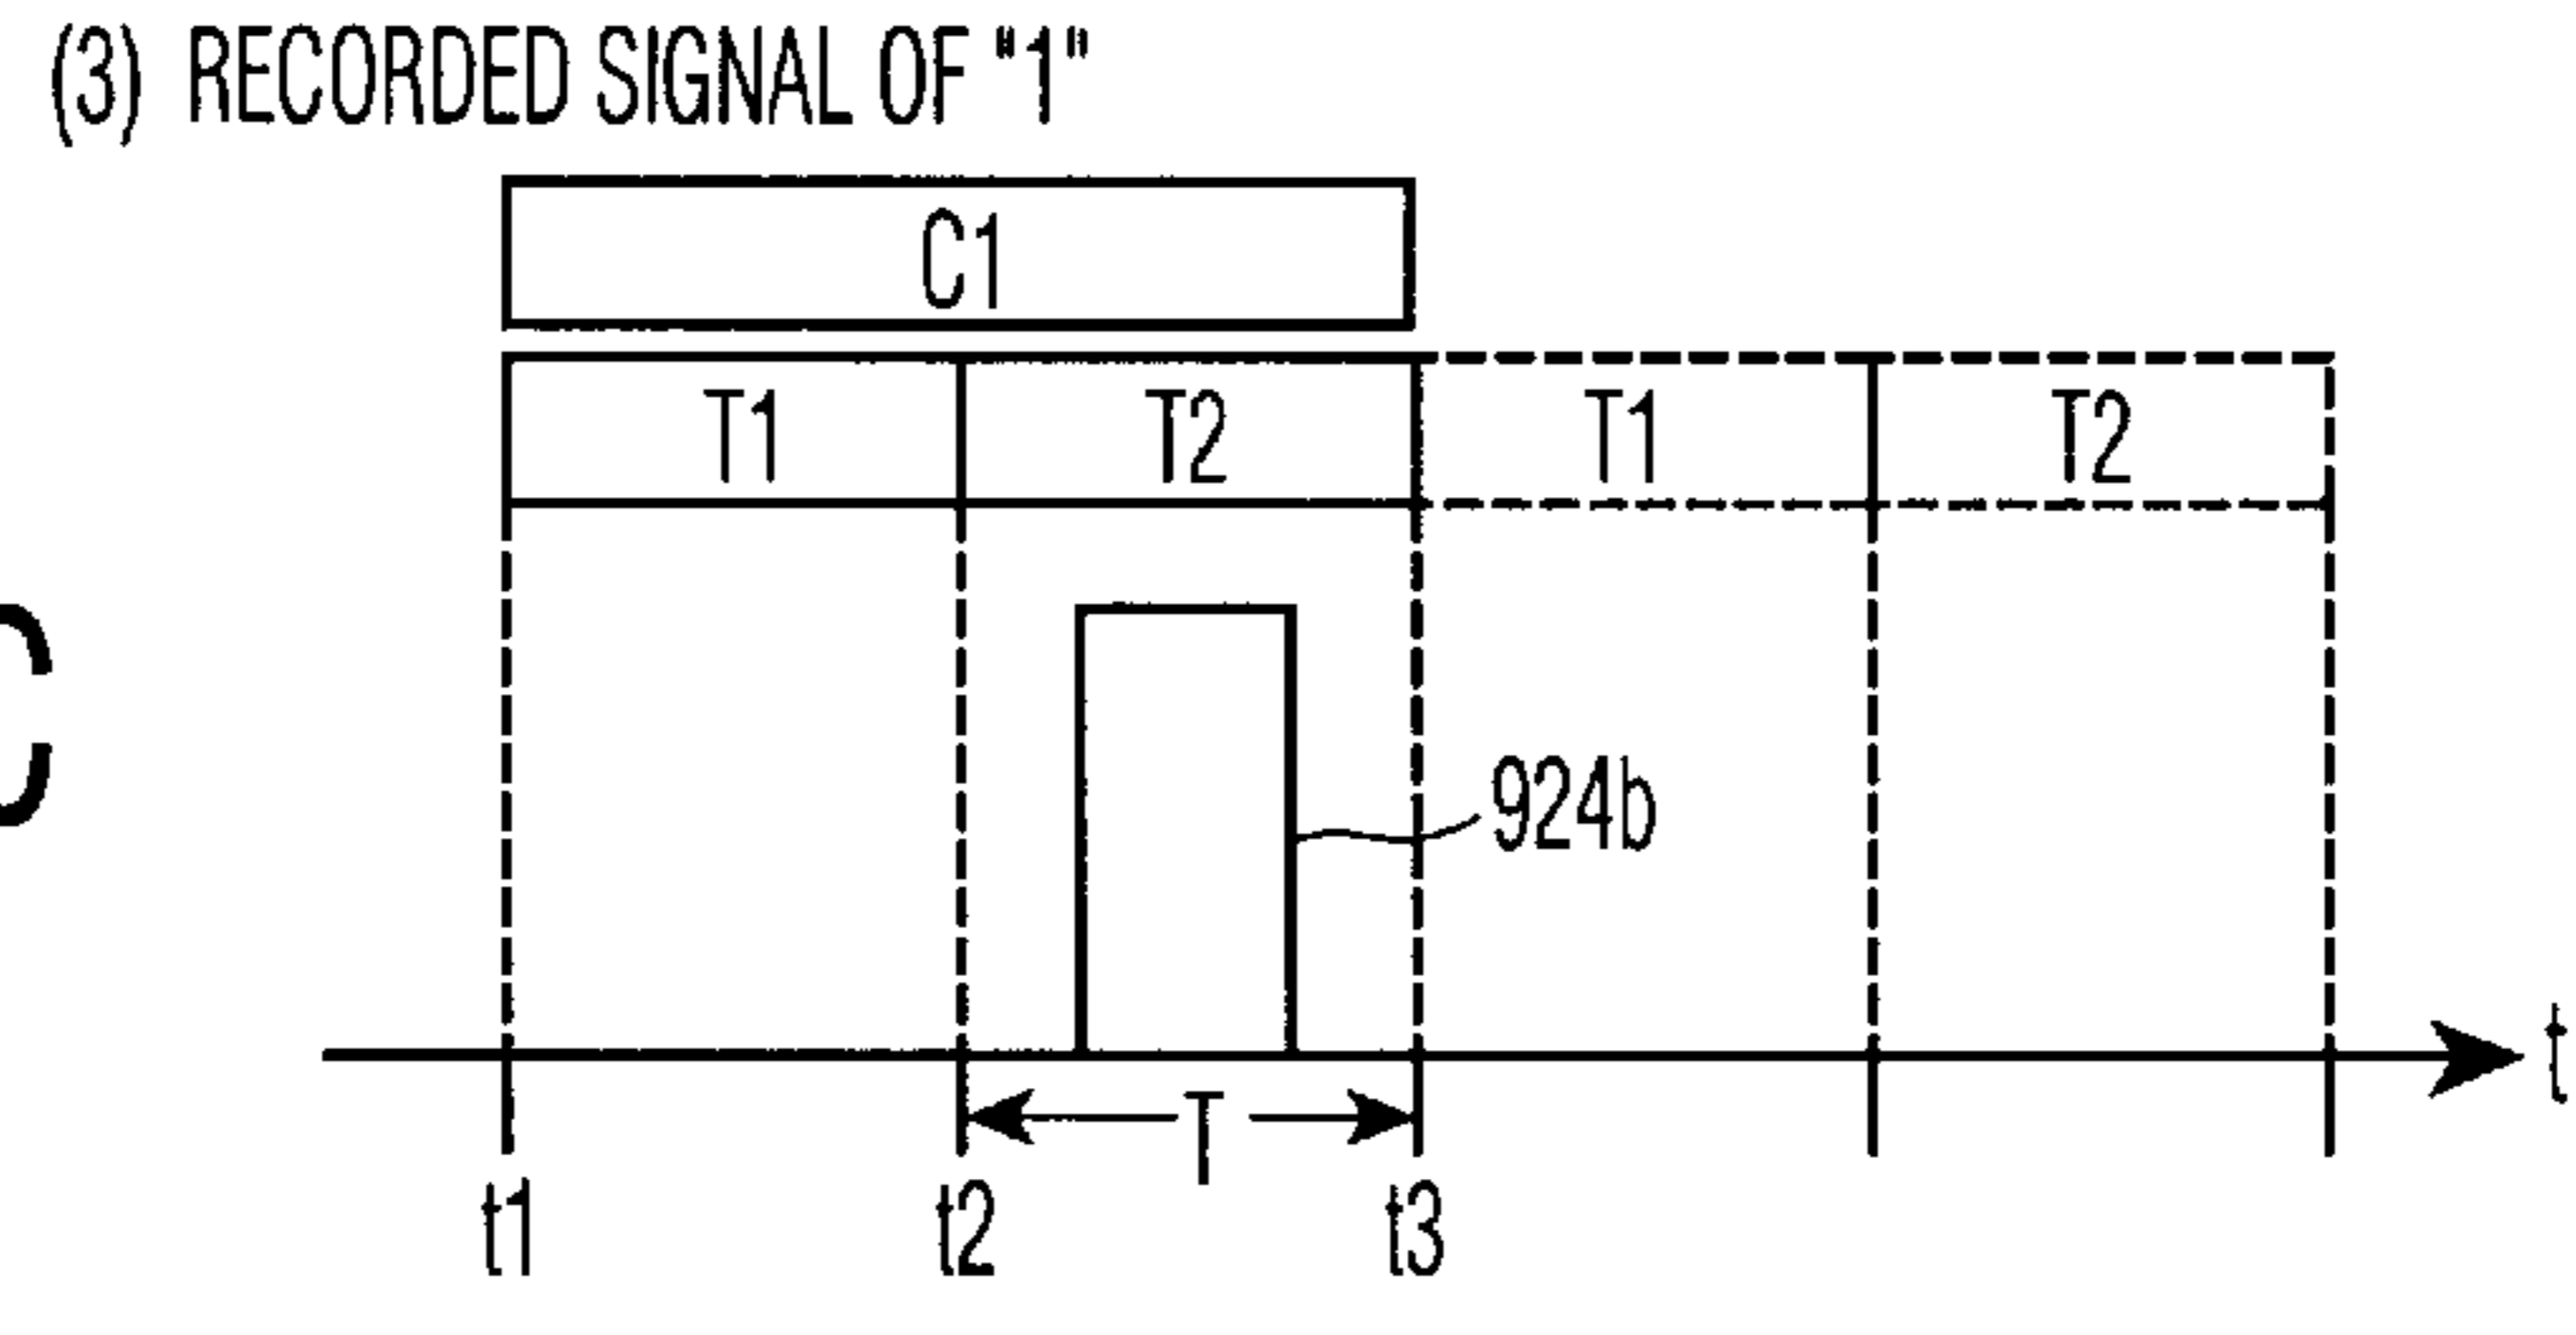 (3) RECORDED SIGNAL OF "1"
C1
T1 T2 T1 T2
C
924b
t
T
t1 t2 t3